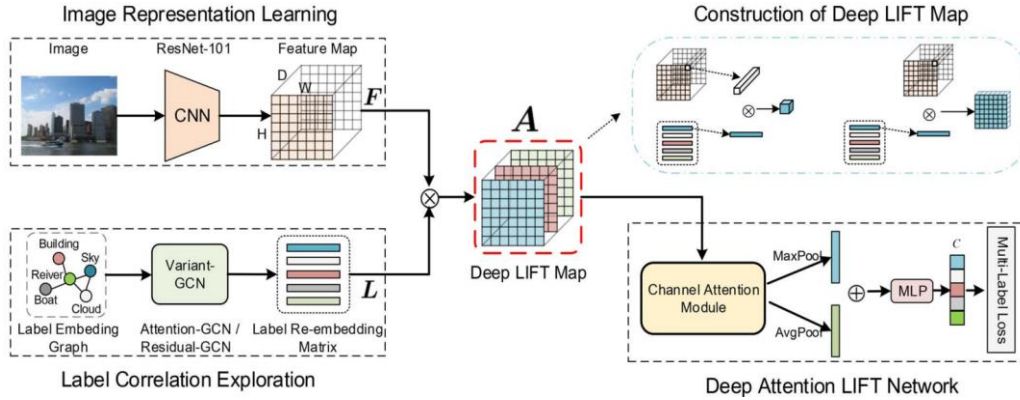 Image Representation Learning
Image
ResNet-101
Feature Map
CNN
D
W
H
F
Label Correlation Exploration
Building
Sky
Reiver
Boat
Cloud
Label Embeding
Graph
Variant-
GCN
Attention-GCN /
Residual-GCN
Label Re-embedding
Matrix
L
A
Deep LIFT Map
Construction of Deep LIFT Map
Channel Attention
Module
MaxPool
AvgPool
MLP
C
Multi-Label Loss
Deep Attention LIFT Network